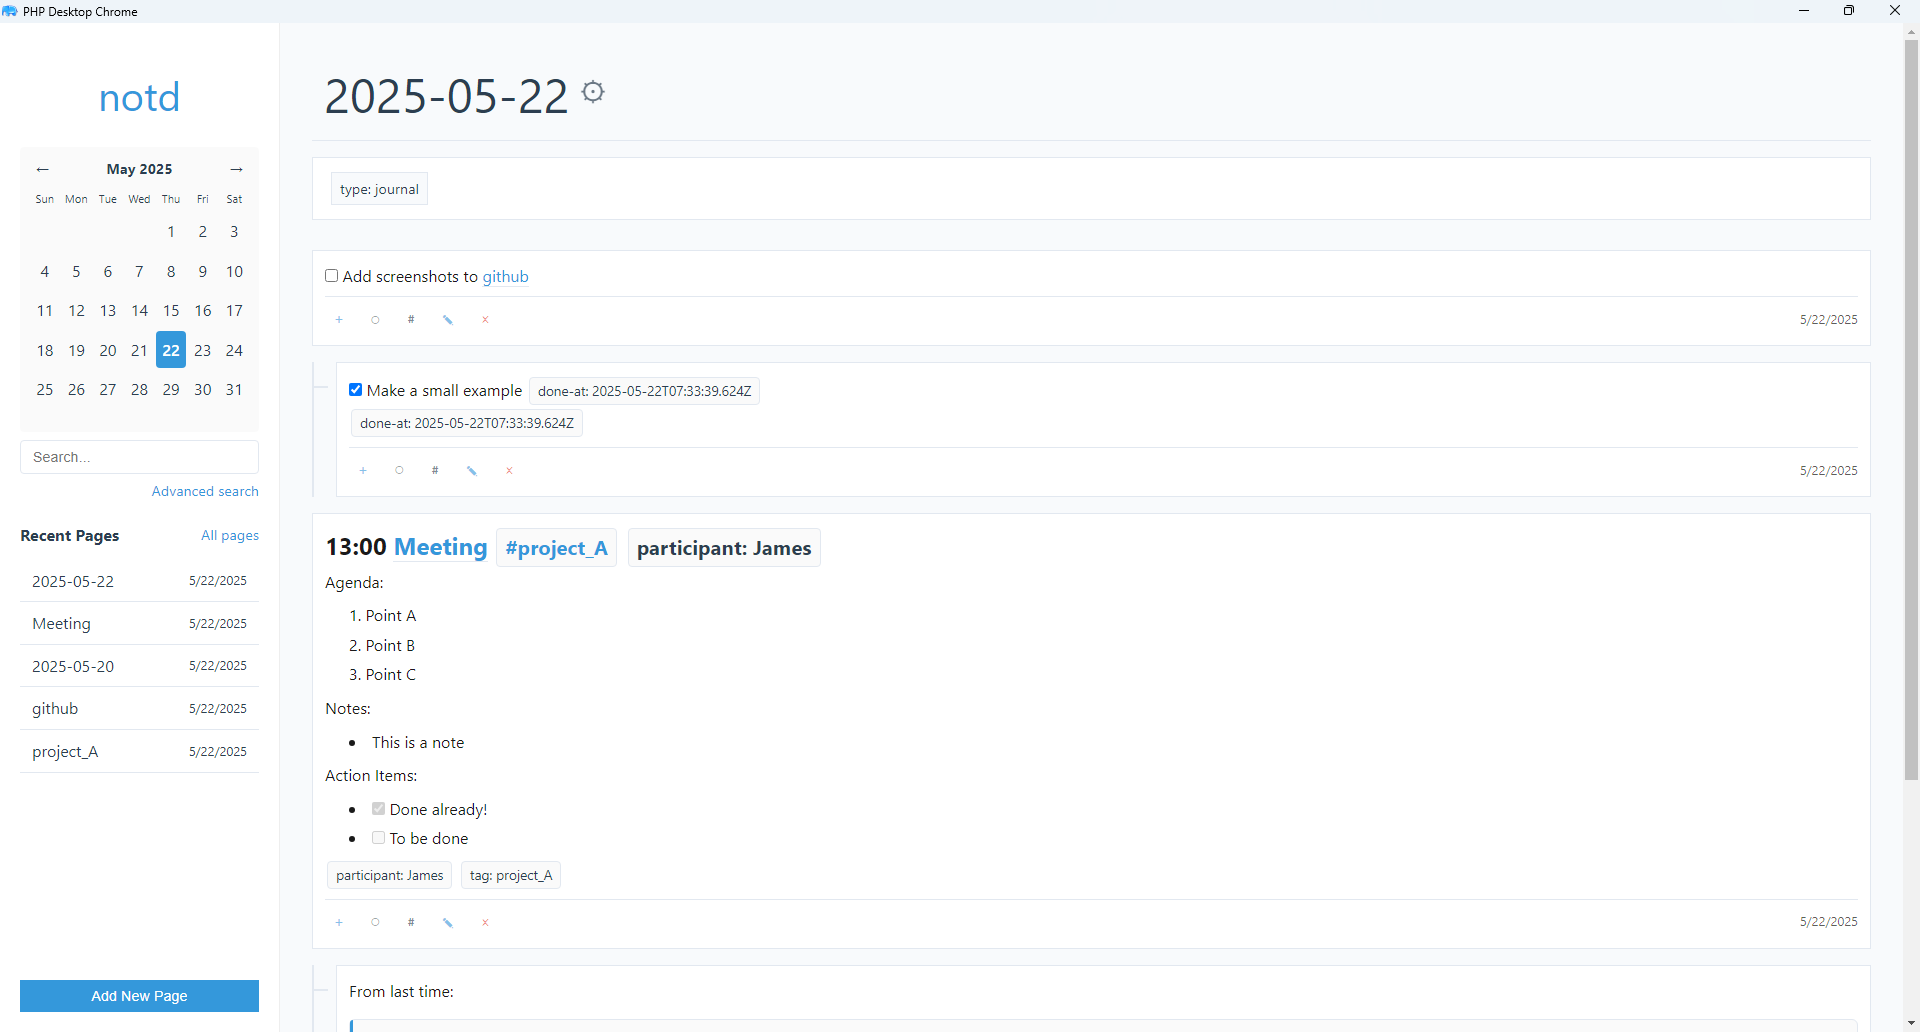 PHP Desktop Chrome
notd
← May 2025 →
Sun Mon Tue Wed Thu Fri Sat
1 2 3
4 5 6 7 8 9 10
11 12 13 14 15 16 17
18 19 20 21 22 23 24
25 26 27 28 29 30 31
Search...
Advanced search
Recent Pages All pages
2025-05-22 5/22/2025
Meeting 5/22/2025
2025-05-20 5/22/2025
github 5/22/2025
project_A 5/22/2025
Add New Page
2025-05-22
type: journal
Add screenshots to github
+ ○ # × 5/22/2025
Make a small example done-at: 2025-05-22T07:33:39.624Z
done-at: 2025-05-22T07:33:39.624Z
+ ○ # × 5/22/2025
13:00 Meeting #project_A participant: James
Agenda:
1. Point A
2. Point B
3. Point C
Notes:
• This is a note
Action Items:
• Done already!
• To be done
participant: James tag: project_A
+ ○ # × 5/22/2025
From last time: